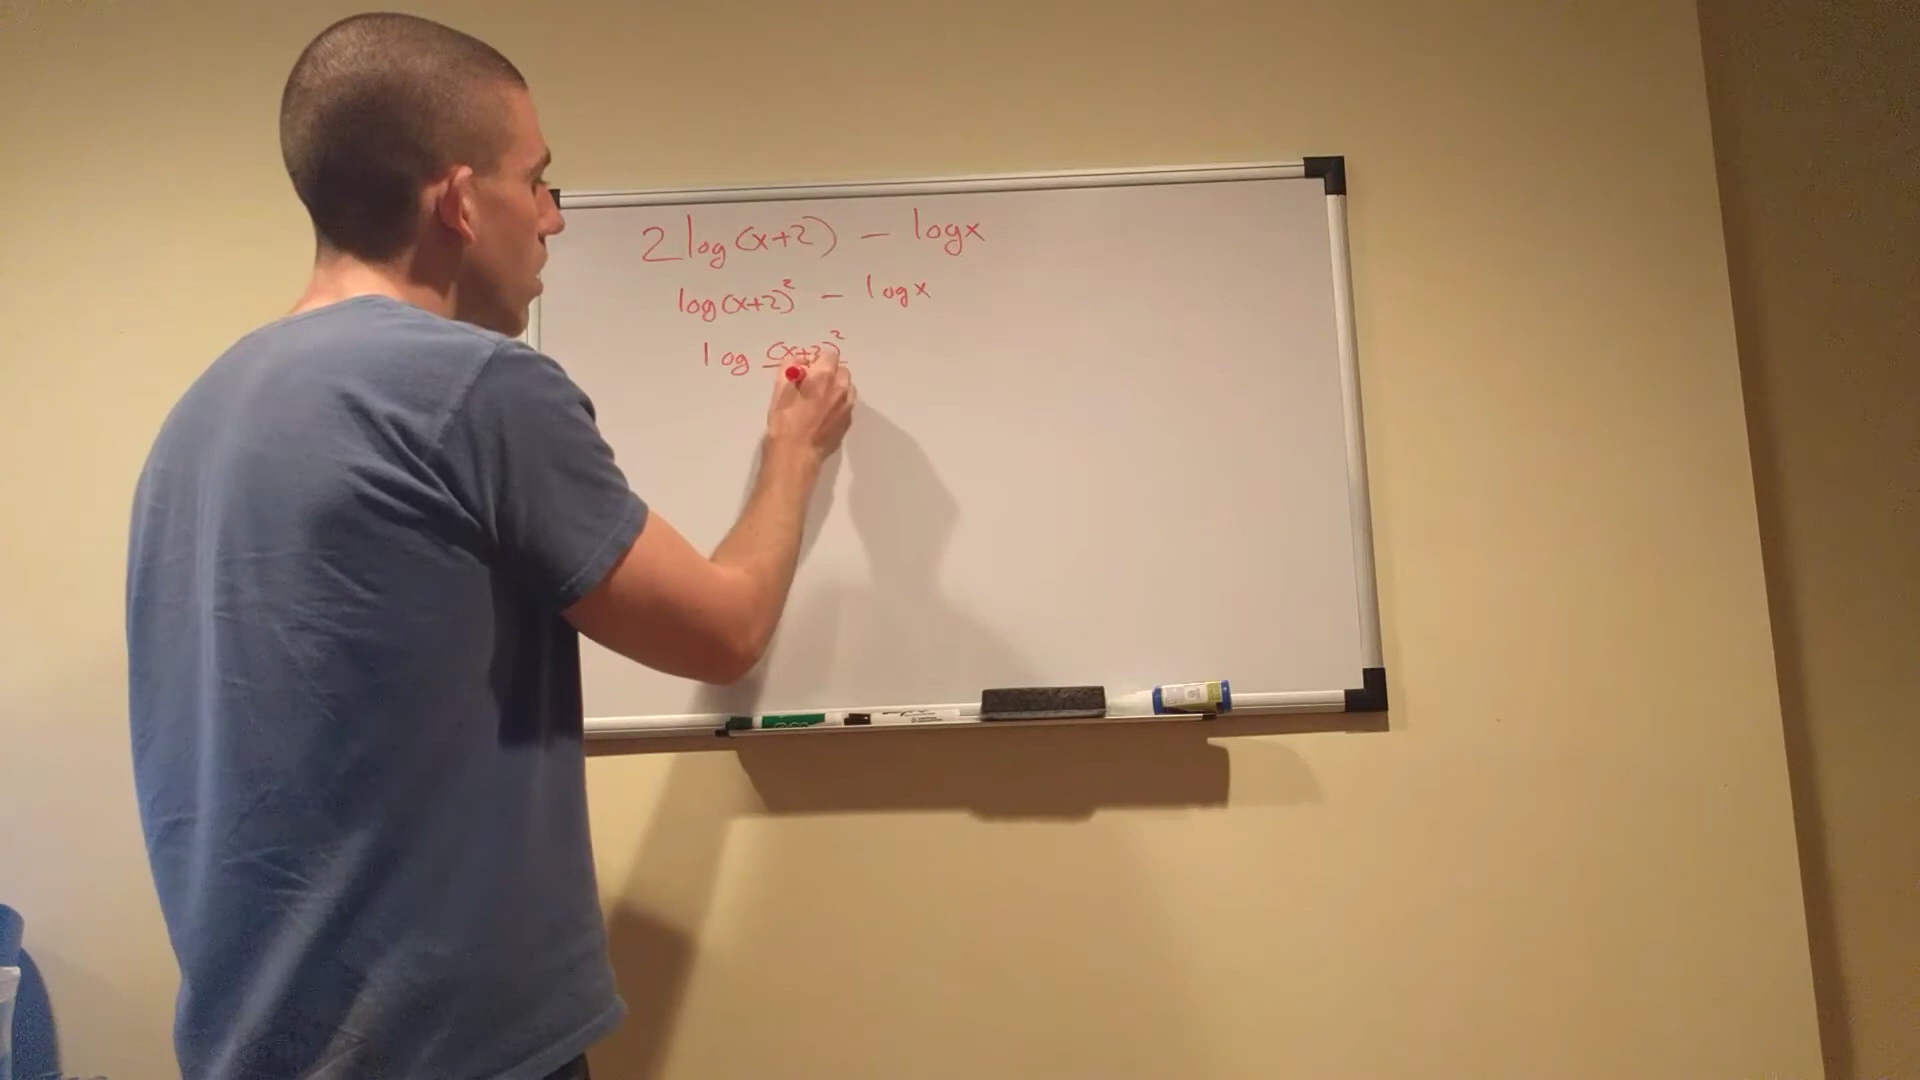 2log(x+2) - logx
log(x+2)² - logx
log (x+2)²